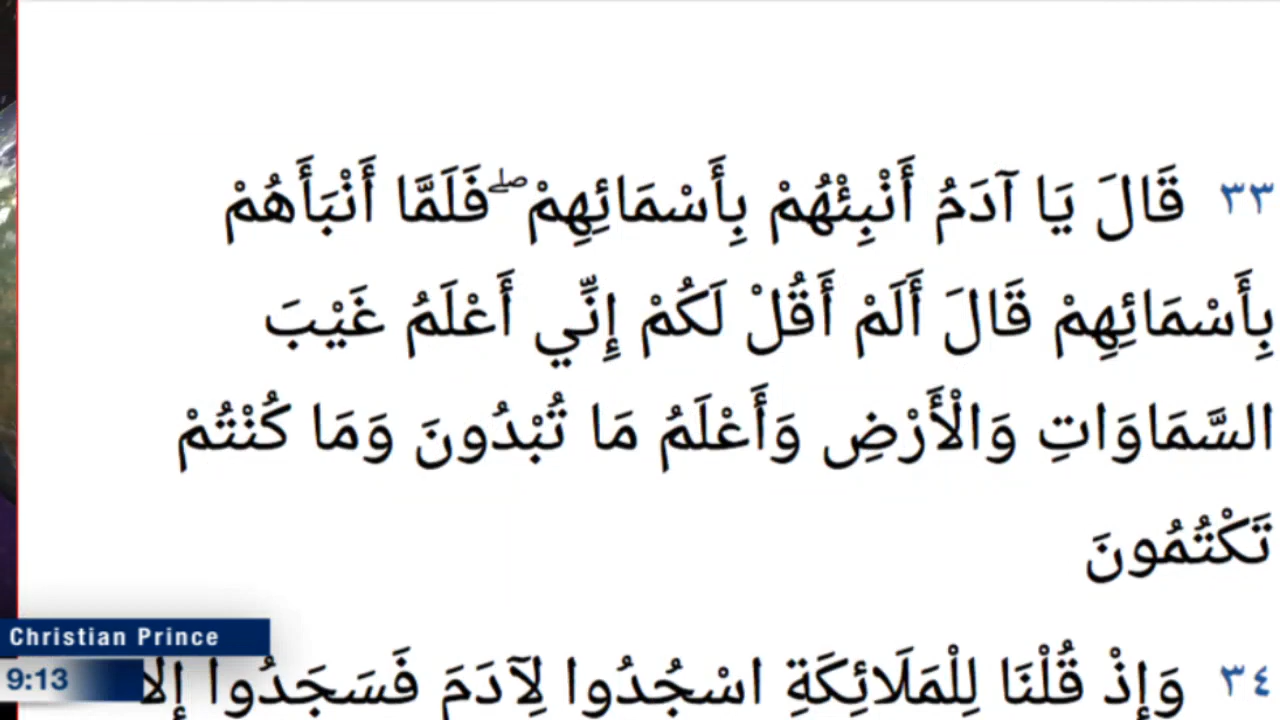 ٣٣ قَالَ يَا آدَمُ أَنْبِئْهُمْ بِأَسْمَائِهِمْ ۖ فَلَمَّا أَنْبَأَهُمْ
بِأَسْمَائِهِمْ قَالَ أَلَمْ أَقُلْ لَكُمْ إِنِّي أَعْلَمُ غَيْبَ
السَّمَاوَاتِ وَالْأَرْضِ وَأَعْلَمُ مَا تُبْدُونَ وَمَا كُنْتُمْ
تَكْتُمُونَ
٣٤ وَإِذْ قُلْنَا لِلْمَلَائِكَةِ اسْجُدُوا لِآدَمَ فَسَجَدُوا إِلَّا
Christian Prince
9:13